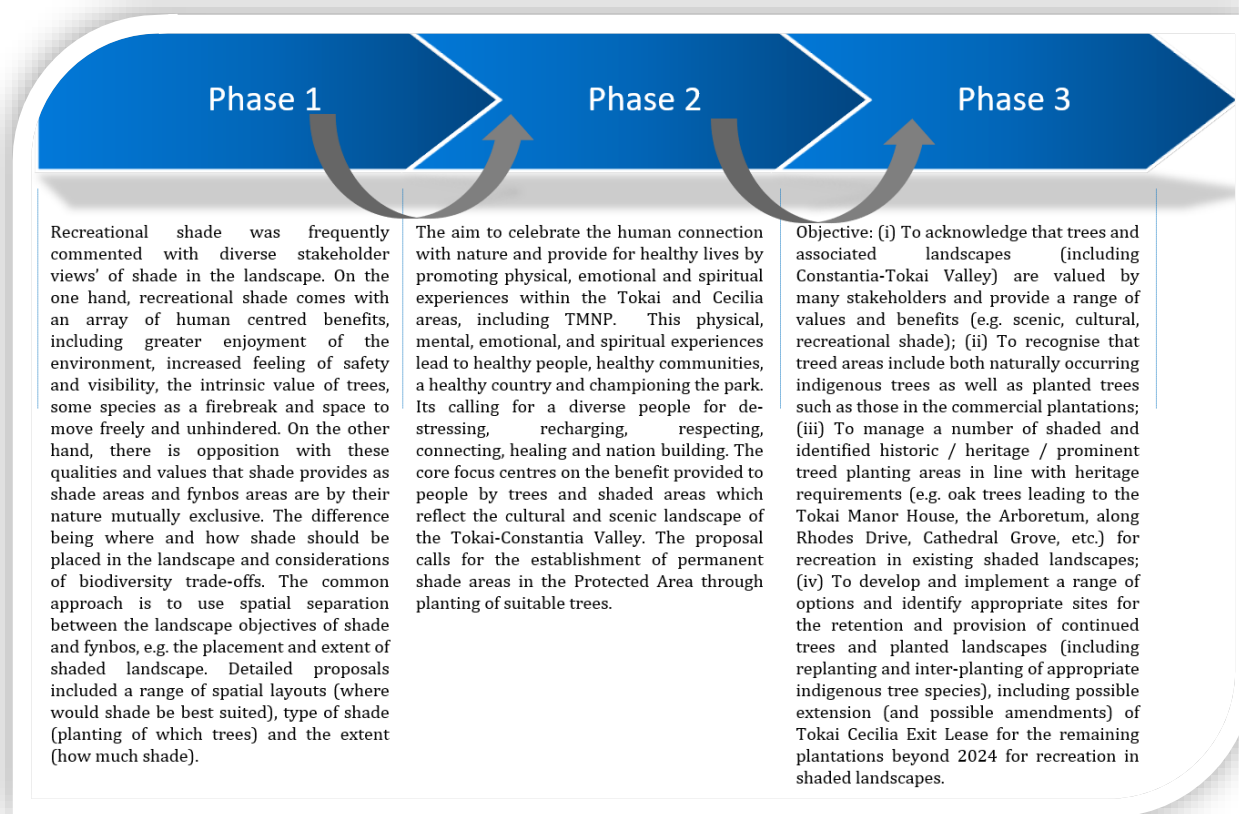 Phase 1
Phase 2
Phase 3
Recreational shade was frequently
commented with diverse stakeholder
views’ of shade in the landscape. On the
one hand, recreational shade comes with
an array of human centred benefits,
including greater enjoyment of the
environment, increased feeling of safety
and visibility, the intrinsic value of trees,
some species as a firebreak and space to
move freely and unhindered. On the other
hand, there is opposition with these
qualities and values that shade provides as
shade areas and fynbos areas are by their
nature mutually exclusive. The difference
being where and how shade should be
placed in the landscape and considerations
of biodiversity trade-offs. The common
approach is to use spatial separation
between the landscape objectives of shade
and fynbos, e.g. the placement and extent of
shaded landscape. Detailed proposals
included a range of spatial layouts (where
would shade be best suited), type of shade
(planting of which trees) and the extent
(how much shade).
The aim to celebrate the human connection
with nature and provide for healthy lives by
promoting physical, emotional and spiritual
experiences within the Tokai and Cecilia
areas, including TMNP. This physical,
mental, emotional, and spiritual experiences
lead to healthy people, healthy communities,
a healthy country and championing the park.
Its calling for a diverse people for de-
stressing, recharging, respecting,
connecting, healing and nation building. The
core focus centres on the benefit provided to
people by trees and shaded areas which
reflect the cultural and scenic landscape of
the Tokai-Constantia Valley. The proposal
calls for the establishment of permanent
shade areas in the Protected Area through
planting of suitable trees.
Objective: (i) To acknowledge that trees and
associated landscapes (including
Constantia-Tokai Valley) are valued by
many stakeholders and provide a range of
values and benefits (e.g. scenic, cultural,
recreational shade); (ii) To recognise that
treed areas include both naturally occurring
indigenous trees as well as planted trees
such as those in the commercial plantations;
(iii) To manage a number of shaded and
identified historic / heritage / prominent
treed planting areas in line with heritage
requirements (e.g. oak trees leading to the
Tokai Manor House, the Arboretum, along
Rhodes Drive, Cathedral Grove, etc.) for
recreation in existing shaded landscapes;
(iv) To develop and implement a range of
options and identify appropriate sites for
the retention and provision of continued
trees and planted landscapes (including
replanting and inter-planting of appropriate
indigenous tree species), including possible
extension (and possible amendments) of
Tokai Cecilia Exit Lease for the remaining
plantations beyond 2024 for recreation in
shaded landscapes.